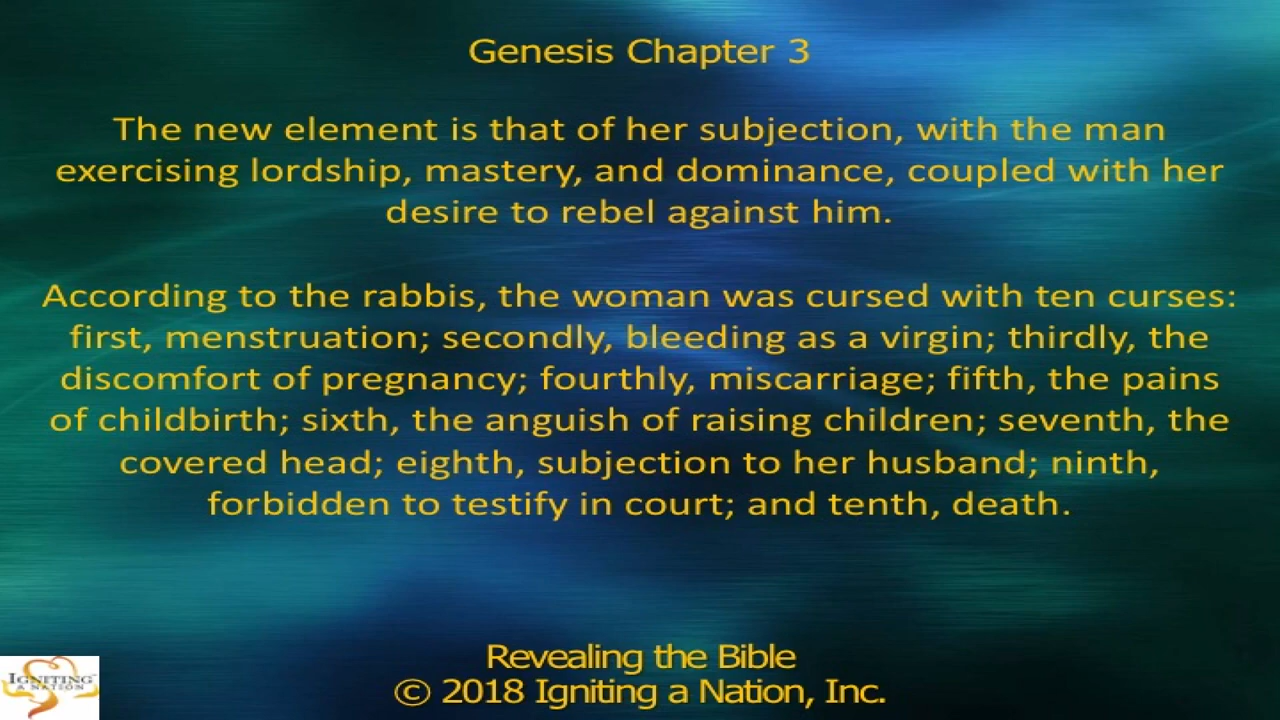 Genesis Chapter 3
The new element is that of her subjection, with the man
exercising lordship, mastery, and dominance, coupled with her
desire to rebel against him.
According to the rabbis, the woman was cursed with ten curses:
first, menstruation; secondly, bleeding as a virgin; thirdly, the
discomfort of pregnancy; fourthly, miscarriage; fifth, the pains
of childbirth; sixth, the anguish of raising children; seventh, the
covered head; eighth, subjection to her husband; ninth,
forbidden to testify in court; and tenth, death.
Revealing the Bible
© 2018 Igniting a Nation, Inc.
IGNITING
A NATION